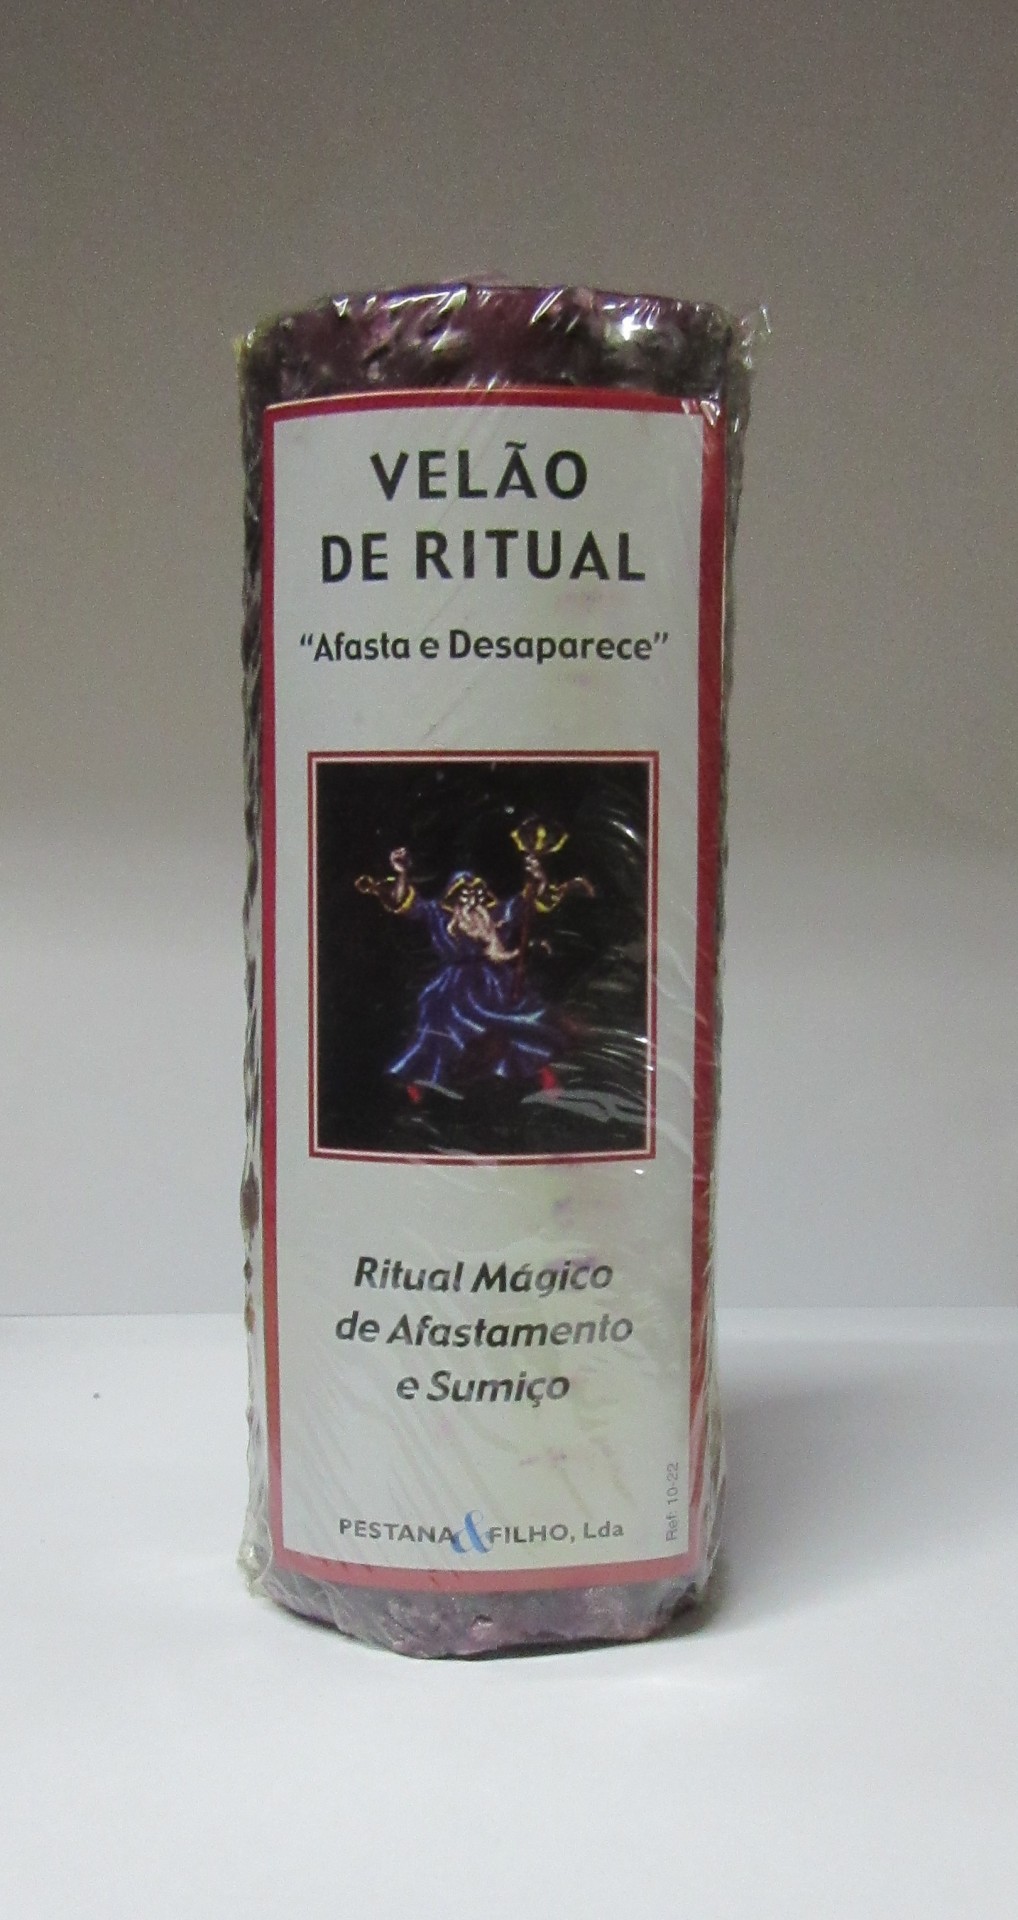 VELÃO
DE RITUAL
“Afasta e Desaparece”
Ritual Mágico
de Afastamento
e Sumiço
PESTANA & FILHO, Lda
Ref: 10-22